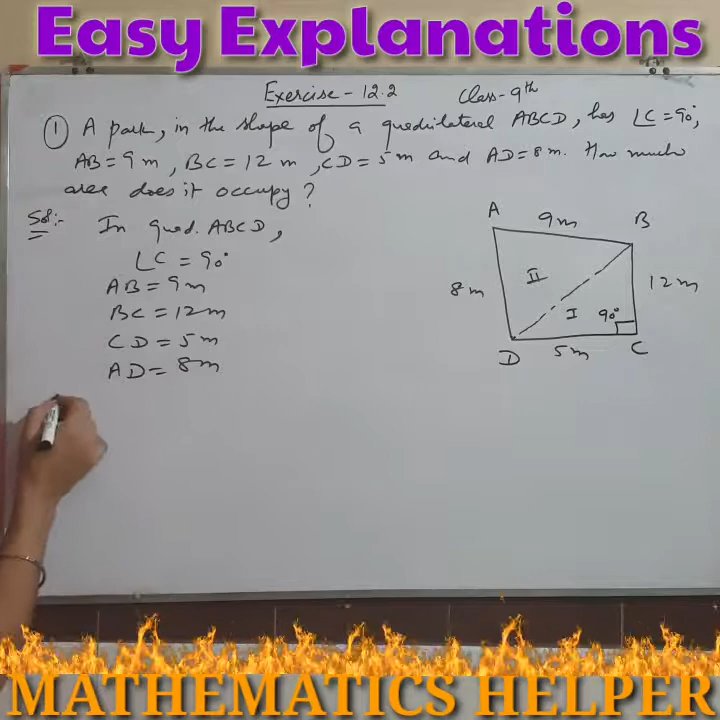 Easy Explanations
Exercise - 12.2 Class- 9th
① A park, in the shape of a quadrilateral ABCD, has ∠C = 90°,
AB = 9 m, BC = 12 m, CD = 5 m and AD = 8 m. How much
area does it occupy?
Sol:- In quad. ABCD,
∠C = 90°
AB = 9 m
BC = 12 m
CD = 5 m
AD = 8 m
A 9 m B
8 m II 12 m
I 90°
D 5 m C
MATHEMATICS HELPER